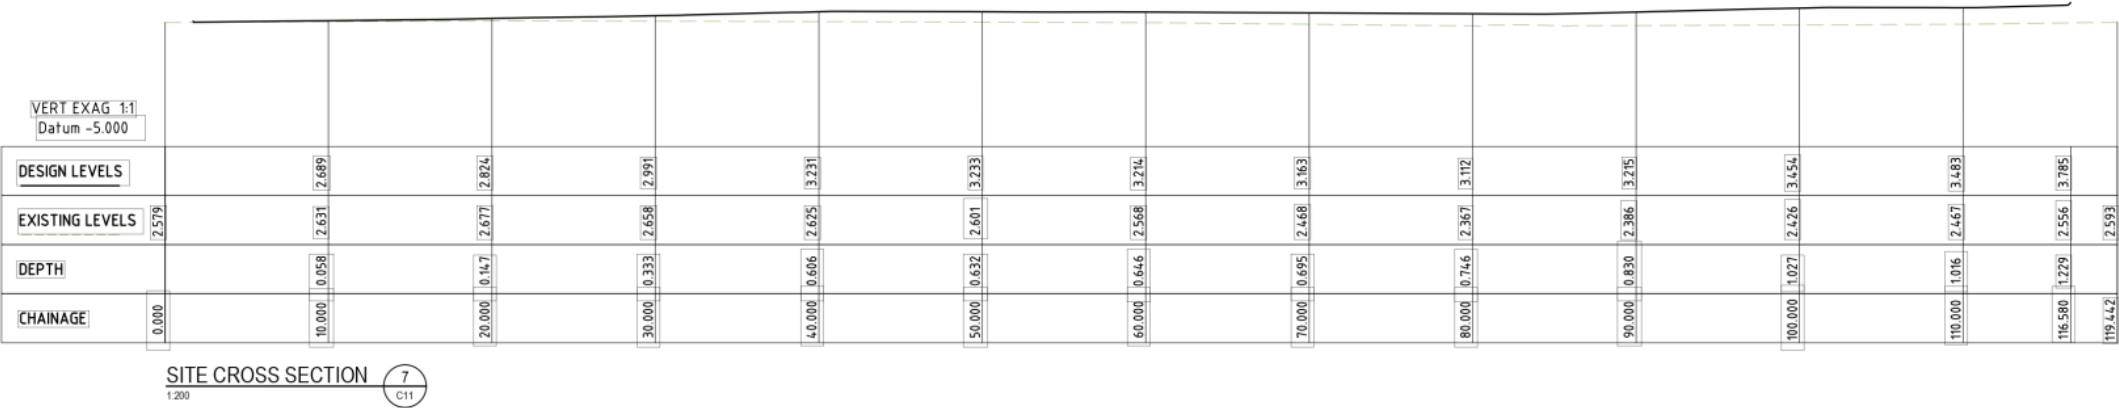 VERT EXAG 1:1
Datum -5.000
DESIGN LEVELS 2.689 2.824 2.991 3.231 3.233 3.214 3.163 3.112 3.215 3.454 3.483 3.785
EXISTING LEVELS 2.579 2.631 2.677 2.658 2.625 2.601 2.568 2.468 2.367 2.386 2.426 2.467 2.556 2.593
DEPTH 0.058 0.147 0.333 0.606 0.632 0.646 0.695 0.746 0.830 1.027 1.016 1.229
CHAINAGE 0.000 10.000 20.000 30.000 40.000 50.000 60.000 70.000 80.000 90.000 100.000 110.000 116.580 119.442
SITE CROSS SECTION 7
1:200 C11